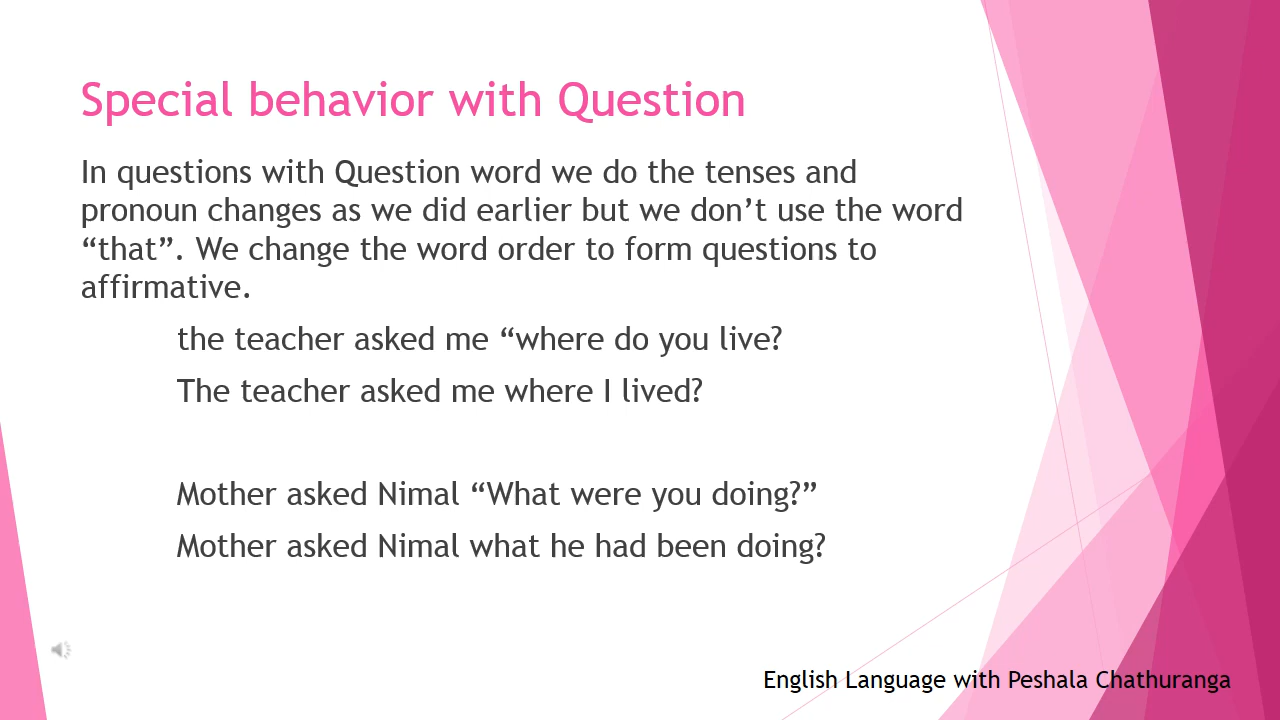 Special behavior with Question
In questions with Question word we do the tenses and
pronoun changes as we did earlier but we don’t use the word
“that”. We change the word order to form questions to
affirmative.
the teacher asked me “where do you live?
The teacher asked me where I lived?
Mother asked Nimal “What were you doing?”
Mother asked Nimal what he had been doing?
English Language with Peshala Chathuranga